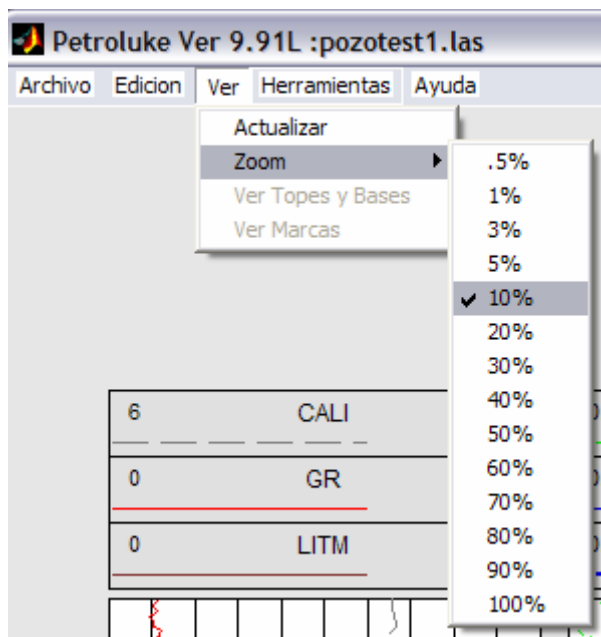 Petroluke Ver 9.91L :pozotest1.las
Archivo Edicion Ver Herramientas Ayuda
Actualizar
Zoom
Ver Topes y Bases
Ver Marcas
.5%
1%
3%
5%
10%
20%
30%
40%
50%
60%
70%
80%
90%
100%
6 CALI
0 GR
0 LITM